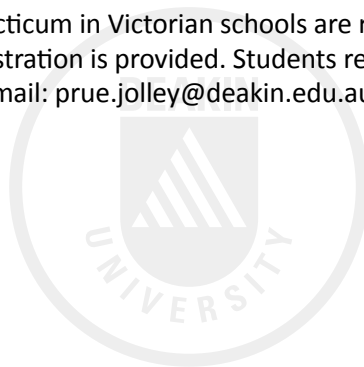 cticum in Victorian schools are r
stration is provided. Students re
mail: prue.jolley@deakin.edu.au
DEAKIN
UNIVERSITY